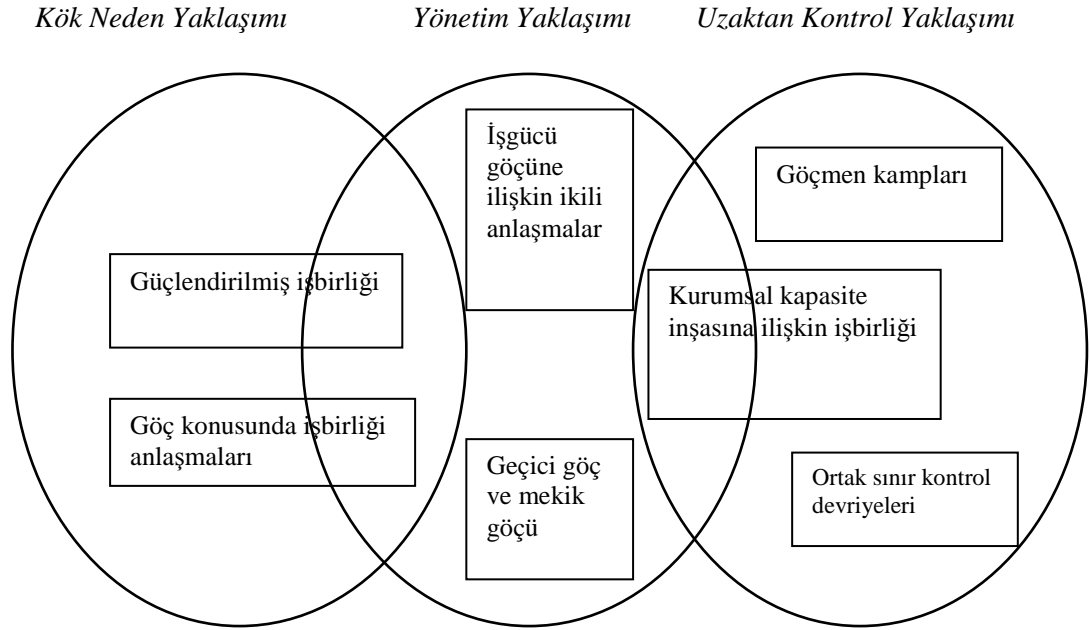 Kök Neden Yaklaşımı Yönetim Yaklaşımı Uzaktan Kontrol Yaklaşımı
İşgücü
göçüne
ilişkin ikili
anlaşmalar
Göçmen kampları
Güçlendirilmiş işbirliği
Kurumsal kapasite
inşasına ilişkin işbirliği
Göç konusunda işbirliği
anlaşmaları
Geçici göç
ve mekik
göçü
Ortak sınır kontrol
devriyeleri